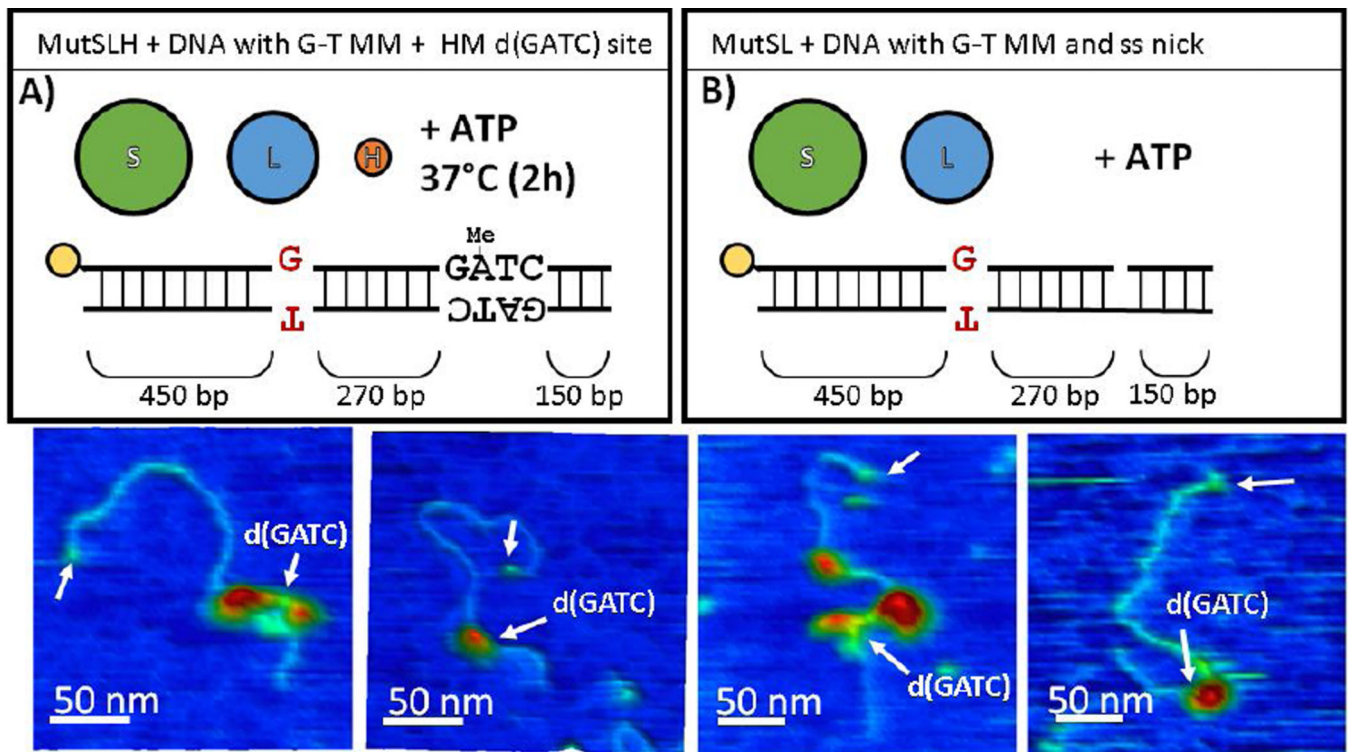 MutSLH + DNA with G-T MM + HM d(GATC) site
A)
S L H + ATP
37°C (2h)
Me
G GATC
T GATC
450 bp 270 bp 150 bp
MutSL + DNA with G-T MM and ss nick
B)
S L + ATP
G
T
450 bp 270 bp 150 bp
d(GATC)
50 nm
d(GATC)
50 nm
d(GATC)
50 nm
d(GATC)
50 nm